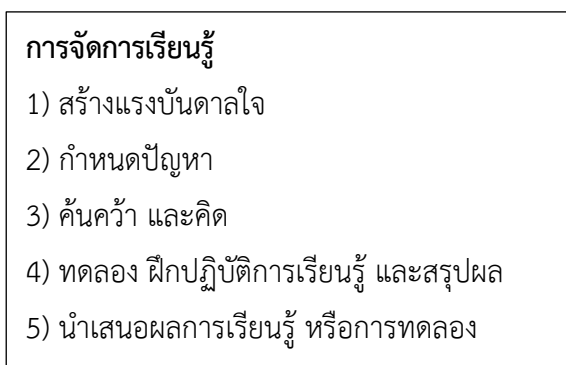 การจัดการเรียนรู้
1) สร้างแรงบันดาลใจ
2) กำหนดปัญหา
3) ค้นคว้า และคิด
4) ทดลอง ฝึกปฏิบัติการเรียนรู้ และสรุปผล
5) นำเสนอผลการเรียนรู้ หรือการทดลอง